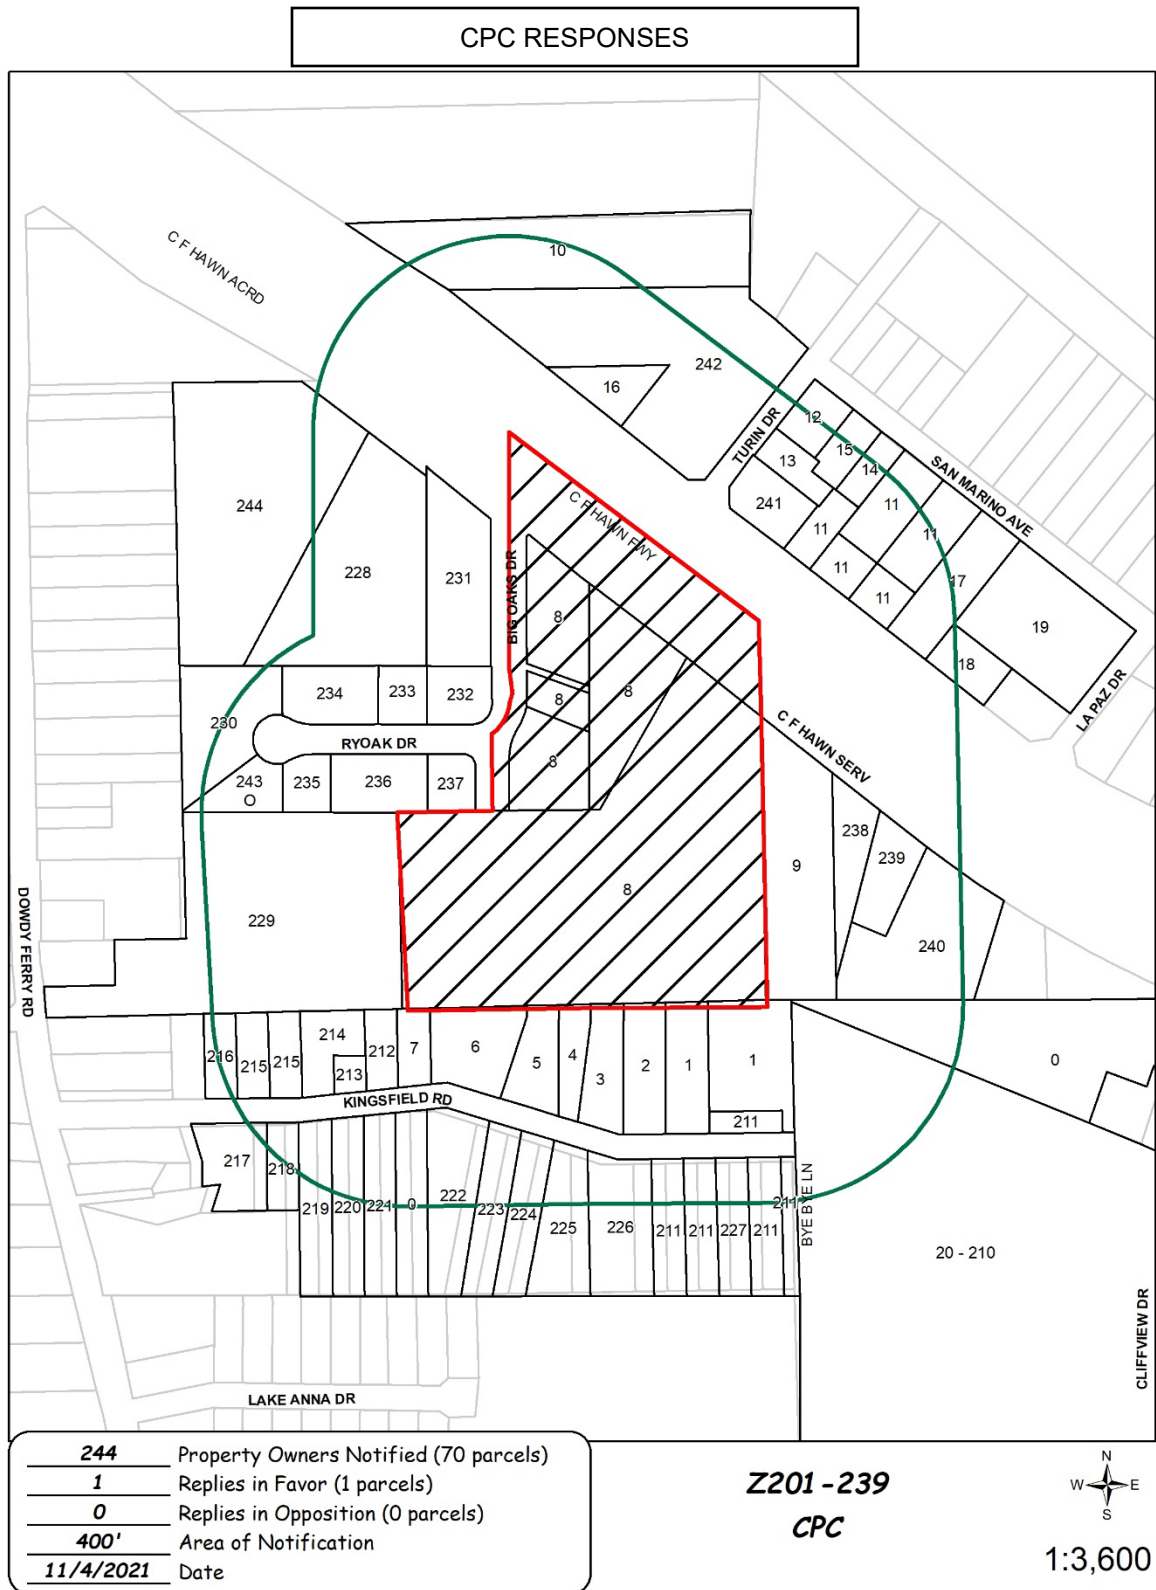 CPC RESPONSES
C F HAWN ACRD
10
242
16
12
TURIN DR
15
13
14
SAN MARINO AVE
241
11
11
11
11
11
17
19
18
LA PAZ DR
244
228
231
C F HAWN FWY
BIG OAKS DR
8
8
8
8
8
234
233
232
230
RYOAK DR
243
O
235
236
237
C F HAWN SERV
238
239
9
240
229
DOWDY FERRY RD
216
215
215
214
213
212
7
6
5
4
3
2
1
1
211
0
KINGSFIELD RD
217
218
219
220
221
0
222
223
224
225
226
211
211
227
211
211
BYE BYE LN
20 - 210
CLIFFVIEW DR
LAKE ANNA DR
244 Property Owners Notified (70 parcels)
1 Replies in Favor (1 parcels)
0 Replies in Opposition (0 parcels)
400' Area of Notification
11/4/2021 Date
Z201-239
CPC
N
W E
S
1:3,600